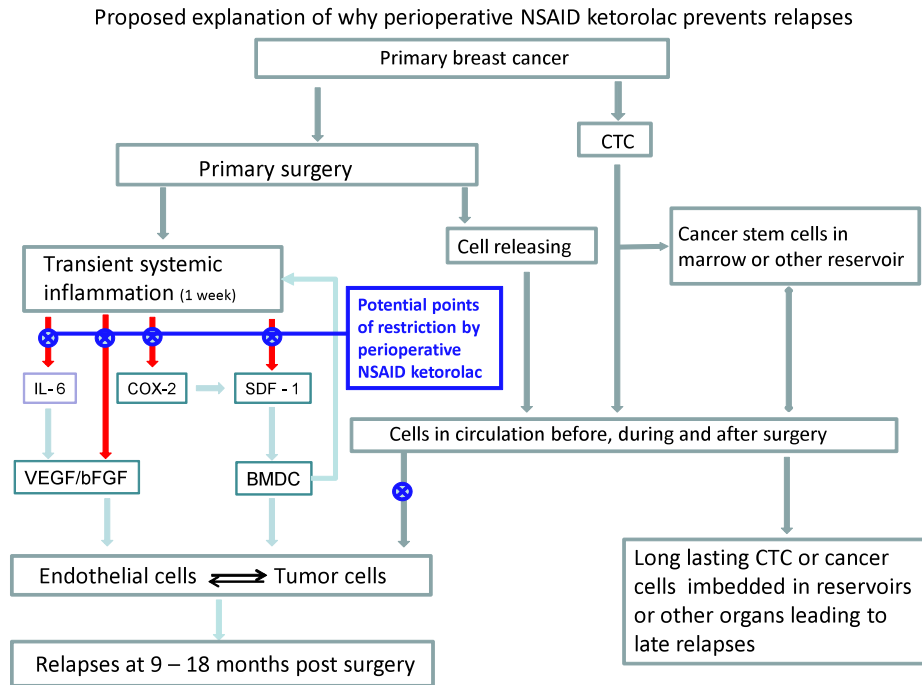 Proposed explanation of why perioperative NSAID ketorolac prevents relapses
Primary breast cancer
CTC
Primary surgery
Cell releasing
Cancer stem cells in
marrow or other reservoir
Transient systemic
inflammation (1 week)
Potential points
of restriction by
perioperative
NSAID ketorolac
IL-6
COX-2
SDF - 1
Cells in circulation before, during and after surgery
VEGF/bFGF
BMDC
Endothelial cells
Tumor cells
Long lasting CTC or cancer
cells imbedded in reservoirs
or other organs leading to
late relapses
Relapses at 9 – 18 months post surgery